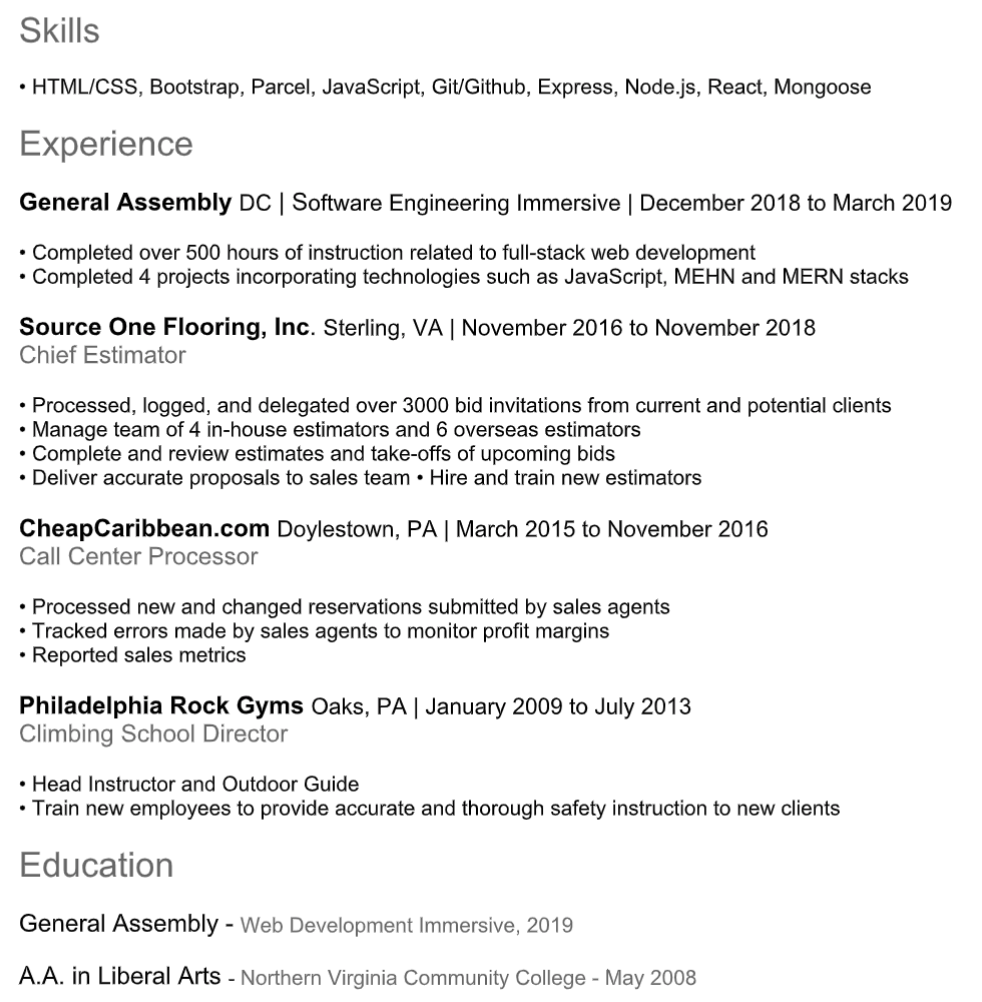 Skills
• HTML/CSS, Bootstrap, Parcel, JavaScript, Git/Github, Express, Node.js, React, Mongoose
Experience
General Assembly DC | Software Engineering Immersive | December 2018 to March 2019
• Completed over 500 hours of instruction related to full-stack web development
• Completed 4 projects incorporating technologies such as JavaScript, MEHN and MERN stacks
Source One Flooring, Inc. Sterling, VA | November 2016 to November 2018
Chief Estimator
• Processed, logged, and delegated over 3000 bid invitations from current and potential clients
• Manage team of 4 in-house estimators and 6 overseas estimators
• Complete and review estimates and take-offs of upcoming bids
• Deliver accurate proposals to sales team • Hire and train new estimators
CheapCaribbean.com Doylestown, PA | March 2015 to November 2016
Call Center Processor
• Processed new and changed reservations submitted by sales agents
• Tracked errors made by sales agents to monitor profit margins
• Reported sales metrics
Philadelphia Rock Gyms Oaks, PA | January 2009 to July 2013
Climbing School Director
• Head Instructor and Outdoor Guide
• Train new employees to provide accurate and thorough safety instruction to new clients
Education
General Assembly - Web Development Immersive, 2019
A.A. in Liberal Arts - Northern Virginia Community College - May 2008